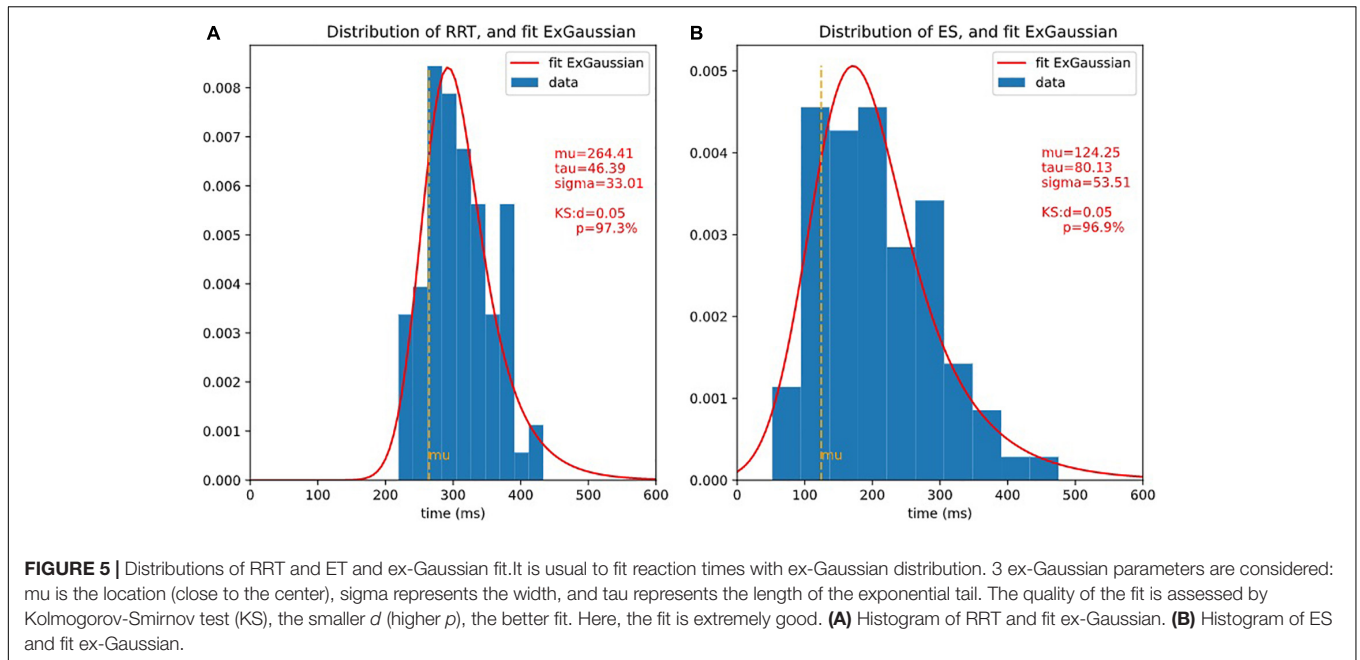 A
Distribution of RRT, and fit ExGaussian
fit ExGaussian
data
mu=264.41
tau=46.39
sigma=33.01
KS:d=0.05
p=97.3%
0.008
0.007
0.006
0.005
0.004
0.003
0.002
0.001
0.000
mu
0 100 200 300 400 500 600
time (ms)
B
Distribution of ES, and fit ExGaussian
fit ExGaussian
data
mu=124.25
tau=80.13
sigma=53.51
KS:d=0.05
p=96.9%
0.005
0.004
0.003
0.002
0.001
0.000
mu
0 100 200 300 400 500 600
time (ms)
FIGURE 5 | Distributions of RRT and ET and ex-Gaussian fit.It is usual to fit reaction times with ex-Gaussian distribution. 3 ex-Gaussian parameters are considered:
mu is the location (close to the center), sigma represents the width, and tau represents the length of the exponential tail. The quality of the fit is assessed by
Kolmogorov-Smirnov test (KS), the smaller d (higher p), the better fit. Here, the fit is extremely good. (A) Histogram of RRT and fit ex-Gaussian. (B) Histogram of ES
and fit ex-Gaussian.